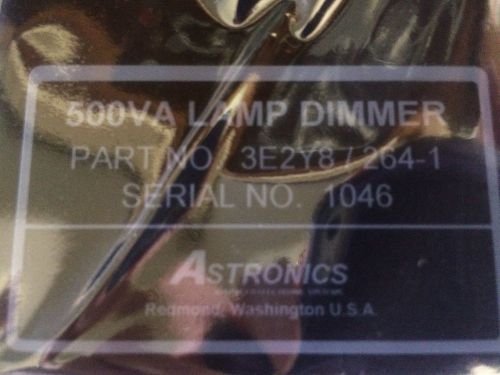 500VA LAMP DIMMER
PART NO. 3E2Y8 / 264-1
SERIAL NO. 1046
ASTRONICS
Redmond, Washington U.S.A.